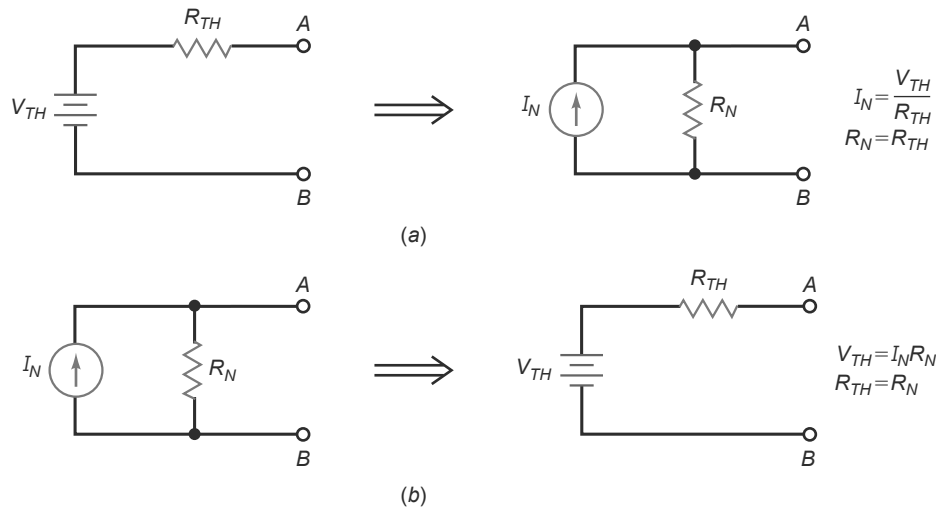 R_TH
A
V_TH
B
I_N
R_N
A
B
I_N = V_TH / R_TH
R_N = R_TH
(a)
I_N
R_N
A
B
R_TH
A
V_TH
B
V_TH = I_N R_N
R_TH = R_N
(b)